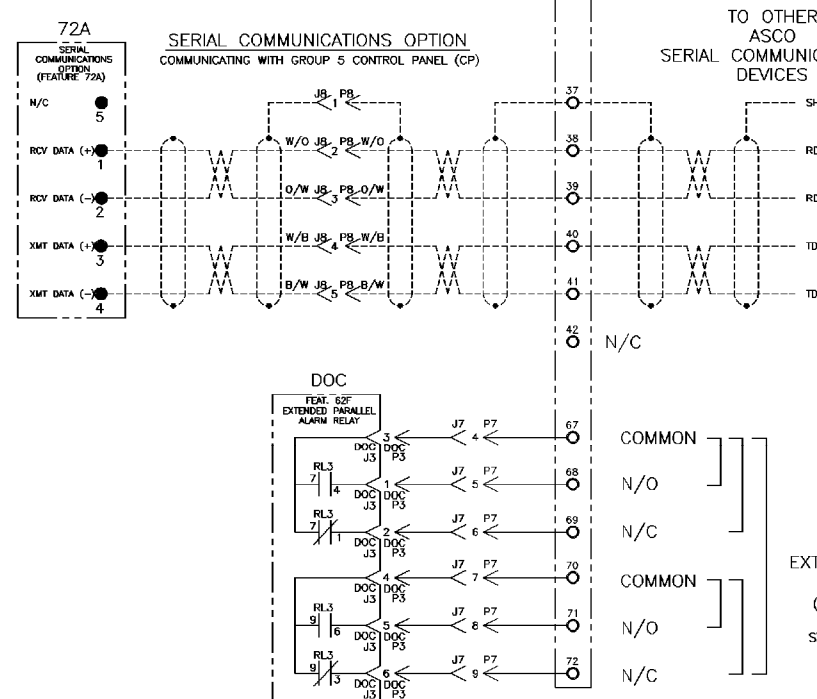 72A
SERIAL
COMMUNICATIONS
OPTION
(FEATURE 72A)
N/C
5
RCV DATA (+)
1
RCV DATA (-)
2
XMT DATA (+)
3
XMT DATA (-)
4
SERIAL COMMUNICATIONS OPTION
COMMUNICATING WITH GROUP 5 CONTROL PANEL (CP)
TO OTHER
ASCO
SERIAL COMMUNIC
DEVICES
J8 1 P8
37
SH
W/O J8 2 P8 W/O
38
RD
O/W J8 3 P8 O/W
39
RD
W/B J8 4 P8 W/B
40
TD
B/W J8 5 P8 B/W
41
TD
42 N/C
DOC
FEAT. 62F
EXTENDED PARALLEL
ALARM RELAY
3 J7 4 P7 67 COMMON
DOC DOC
J3 P3
RL3
7 4 1 J7 5 P7 68 N/O
DOC DOC
J3 P3
RL3
7 1 2 J7 6 P7 69 N/C
DOC DOC
J3 P3
4 J7 7 P7 70 COMMON
DOC DOC
J3 P3
RL3
9 6 5 J7 8 P7 71 N/O
DOC DOC
J3 P3
RL3
9 3 6 J7 9 P7 72 N/C
DOC DOC
J3 P3
EXT
(
S